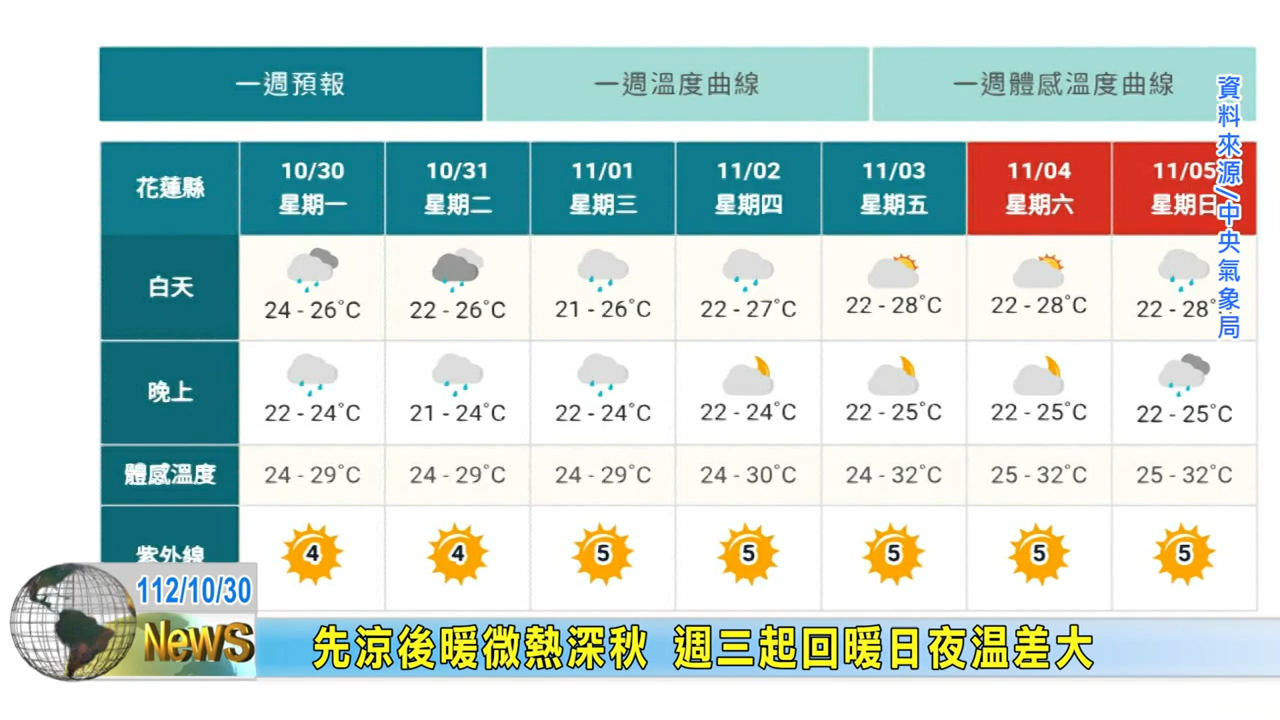 一週預報 一週溫度曲線 一週體感溫度曲線
花蓮縣 10/30 10/31 11/01 11/02 11/03 11/04 11/05
星期一 星期二 星期三 星期四 星期五 星期六 星期日
白天 24 - 26°C 22 - 26°C 21 - 26°C 22 - 27°C 22 - 28°C 22 - 28°C 22 - 28°
晚上 22 - 24°C 21 - 24°C 22 - 24°C 22 - 24°C 22 - 25°C 22 - 25°C 22 - 25°C
體感溫度 24 - 29°C 24 - 29°C 24 - 29°C 24 - 30°C 24 - 32°C 25 - 32°C 25 - 32°C
紫外線 4 4 5 5 5 5 5
資料來源/中央氣象局
112/10/30
NewS
先涼後暖微熱深秋 週三起回暖日夜温差大